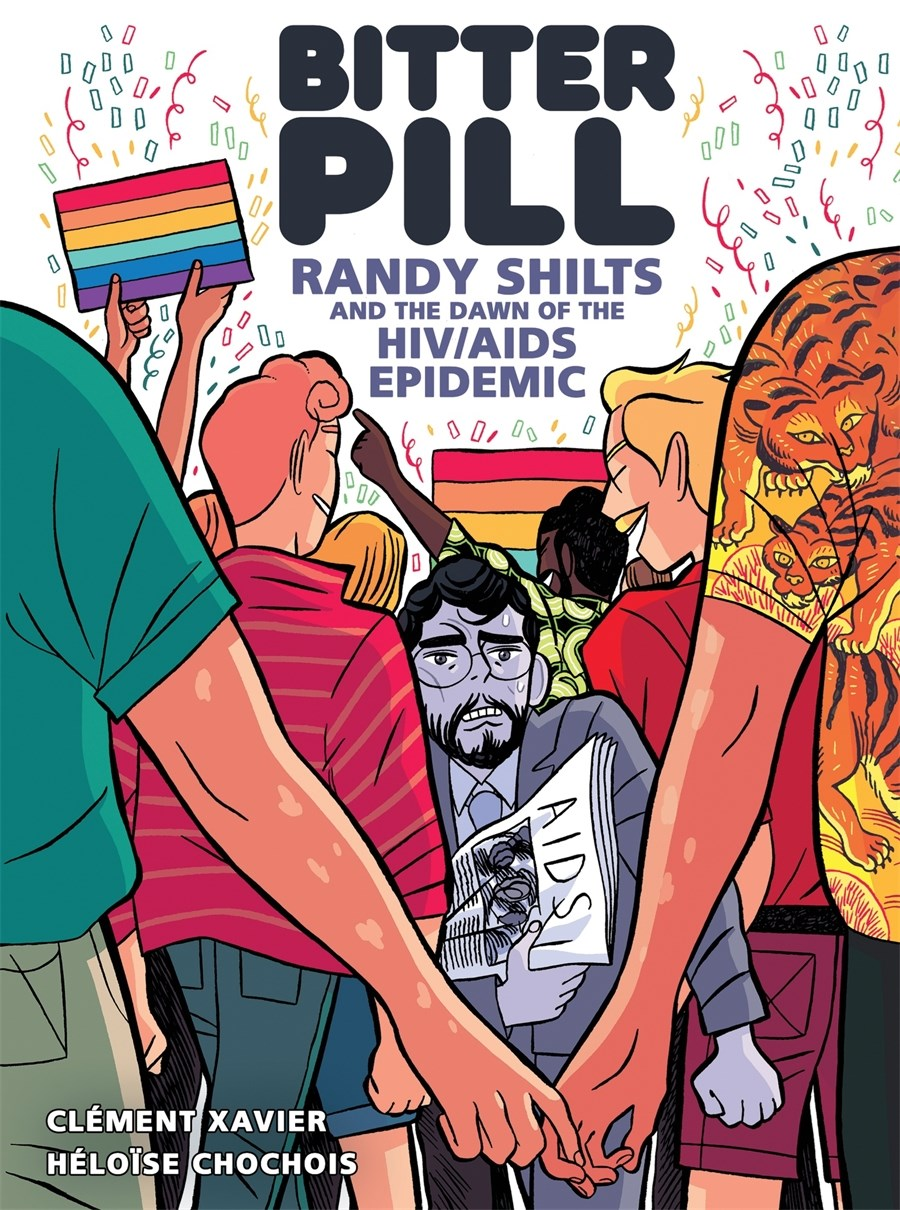 BITTER
PILL
RANDY SHILTS
AND THE DAWN OF THE
HIV/AIDS
EPIDEMIC
AIDS!
CLÉMENT XAVIER
HÉLOÏSE CHOCHOIS